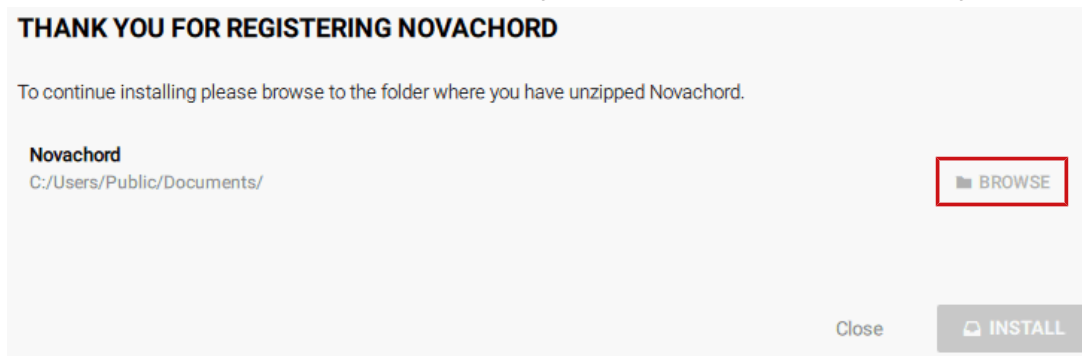 THANK YOU FOR REGISTERING NOVACHORD
To continue installing please browse to the folder where you have unzipped Novachord.
Novachord
C:/Users/Public/Documents/
BROWSE
Close
INSTALL